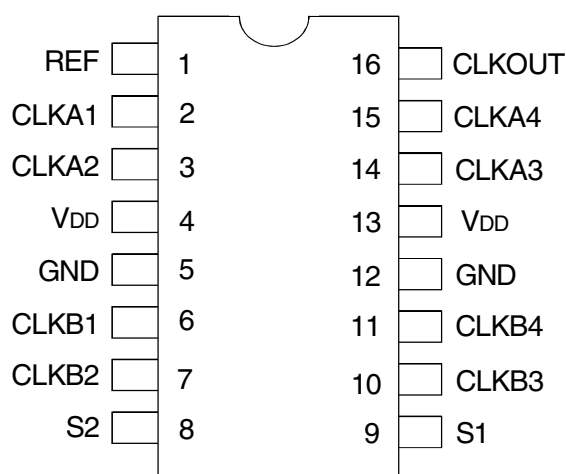 REF 1 16 CLKOUT
CLKA1 2 15 CLKA4
CLKA2 3 14 CLKA3
VDD 4 13 VDD
GND 5 12 GND
CLKB1 6 11 CLKB4
CLKB2 7 10 CLKB3
S2 8 9 S1